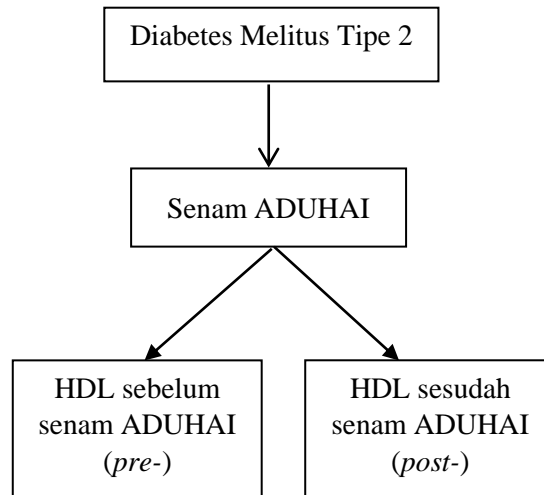 Diabetes Melitus Tipe 2
Senam ADUHAI
HDL sebelum
senam ADUHAI
(pre-)
HDL sesudah
senam ADUHAI
(post-)